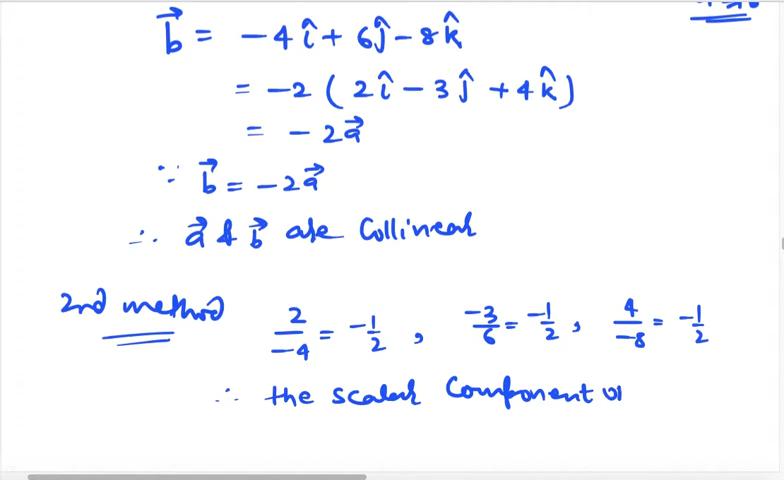 b⃗ = -4î + 6ĵ - 8k̂
= -2 ( 2î - 3ĵ + 4k̂ )
= - 2a⃗
∵ b⃗ = -2a⃗
∴ a⃗ & b⃗ are Collinear
2nd method 2/-4 = -1/2 , -3/6 = -1/2 , 4/-8 = -1/2
∴ the scalar Component o